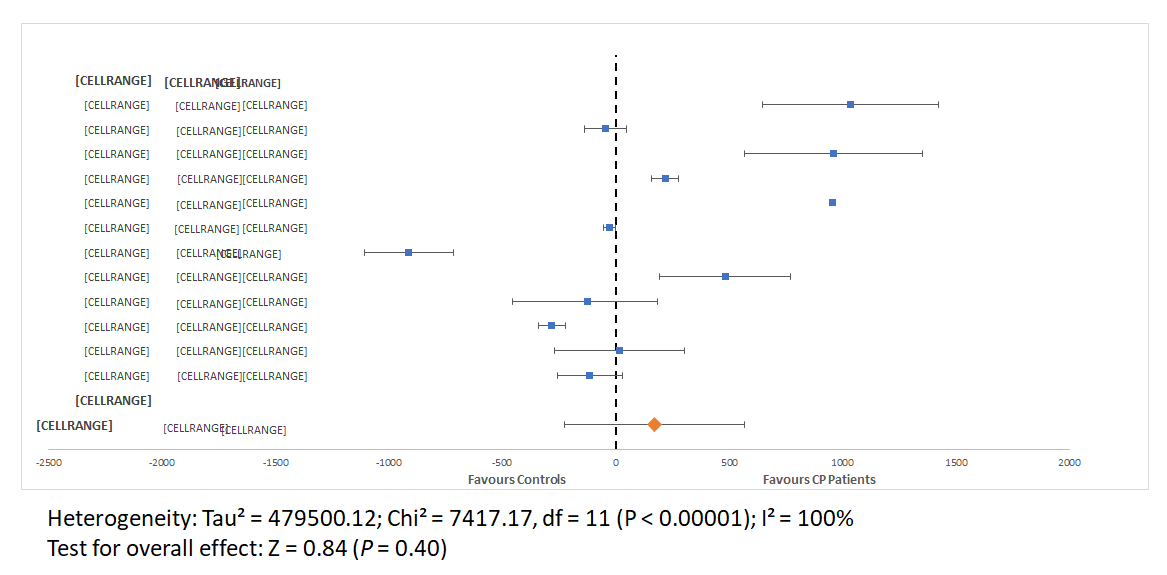 [CELLRANGE] [CELLRANGE] [CELLRANGE]
[CELLRANGE] [CELLRANGE] [CELLRANGE]
[CELLRANGE] [CELLRANGE] [CELLRANGE]
[CELLRANGE] [CELLRANGE] [CELLRANGE]
[CELLRANGE] [CELLRANGE] [CELLRANGE]
[CELLRANGE] [CELLRANGE] [CELLRANGE]
[CELLRANGE] [CELLRANGE] [CELLRANGE]
[CELLRANGE] [CELLRANGE] [CELLRANGE]
[CELLRANGE] [CELLRANGE] [CELLRANGE]
[CELLRANGE] [CELLRANGE] [CELLRANGE]
[CELLRANGE] [CELLRANGE] [CELLRANGE]
[CELLRANGE] [CELLRANGE] [CELLRANGE]
[CELLRANGE] [CELLRANGE] [CELLRANGE]
[CELLRANGE]
[CELLRANGE] [CELLRANGE] [CELLRANGE]
-2500 -2000 -1500 -1000 -500 0 500 1000 1500 2000
Favours Controls Favours CP Patients
Heterogeneity: Tau² = 479500.12; Chi² = 7417.17, df = 11 (P < 0.00001); I² = 100%
Test for overall effect: Z = 0.84 (P = 0.40)